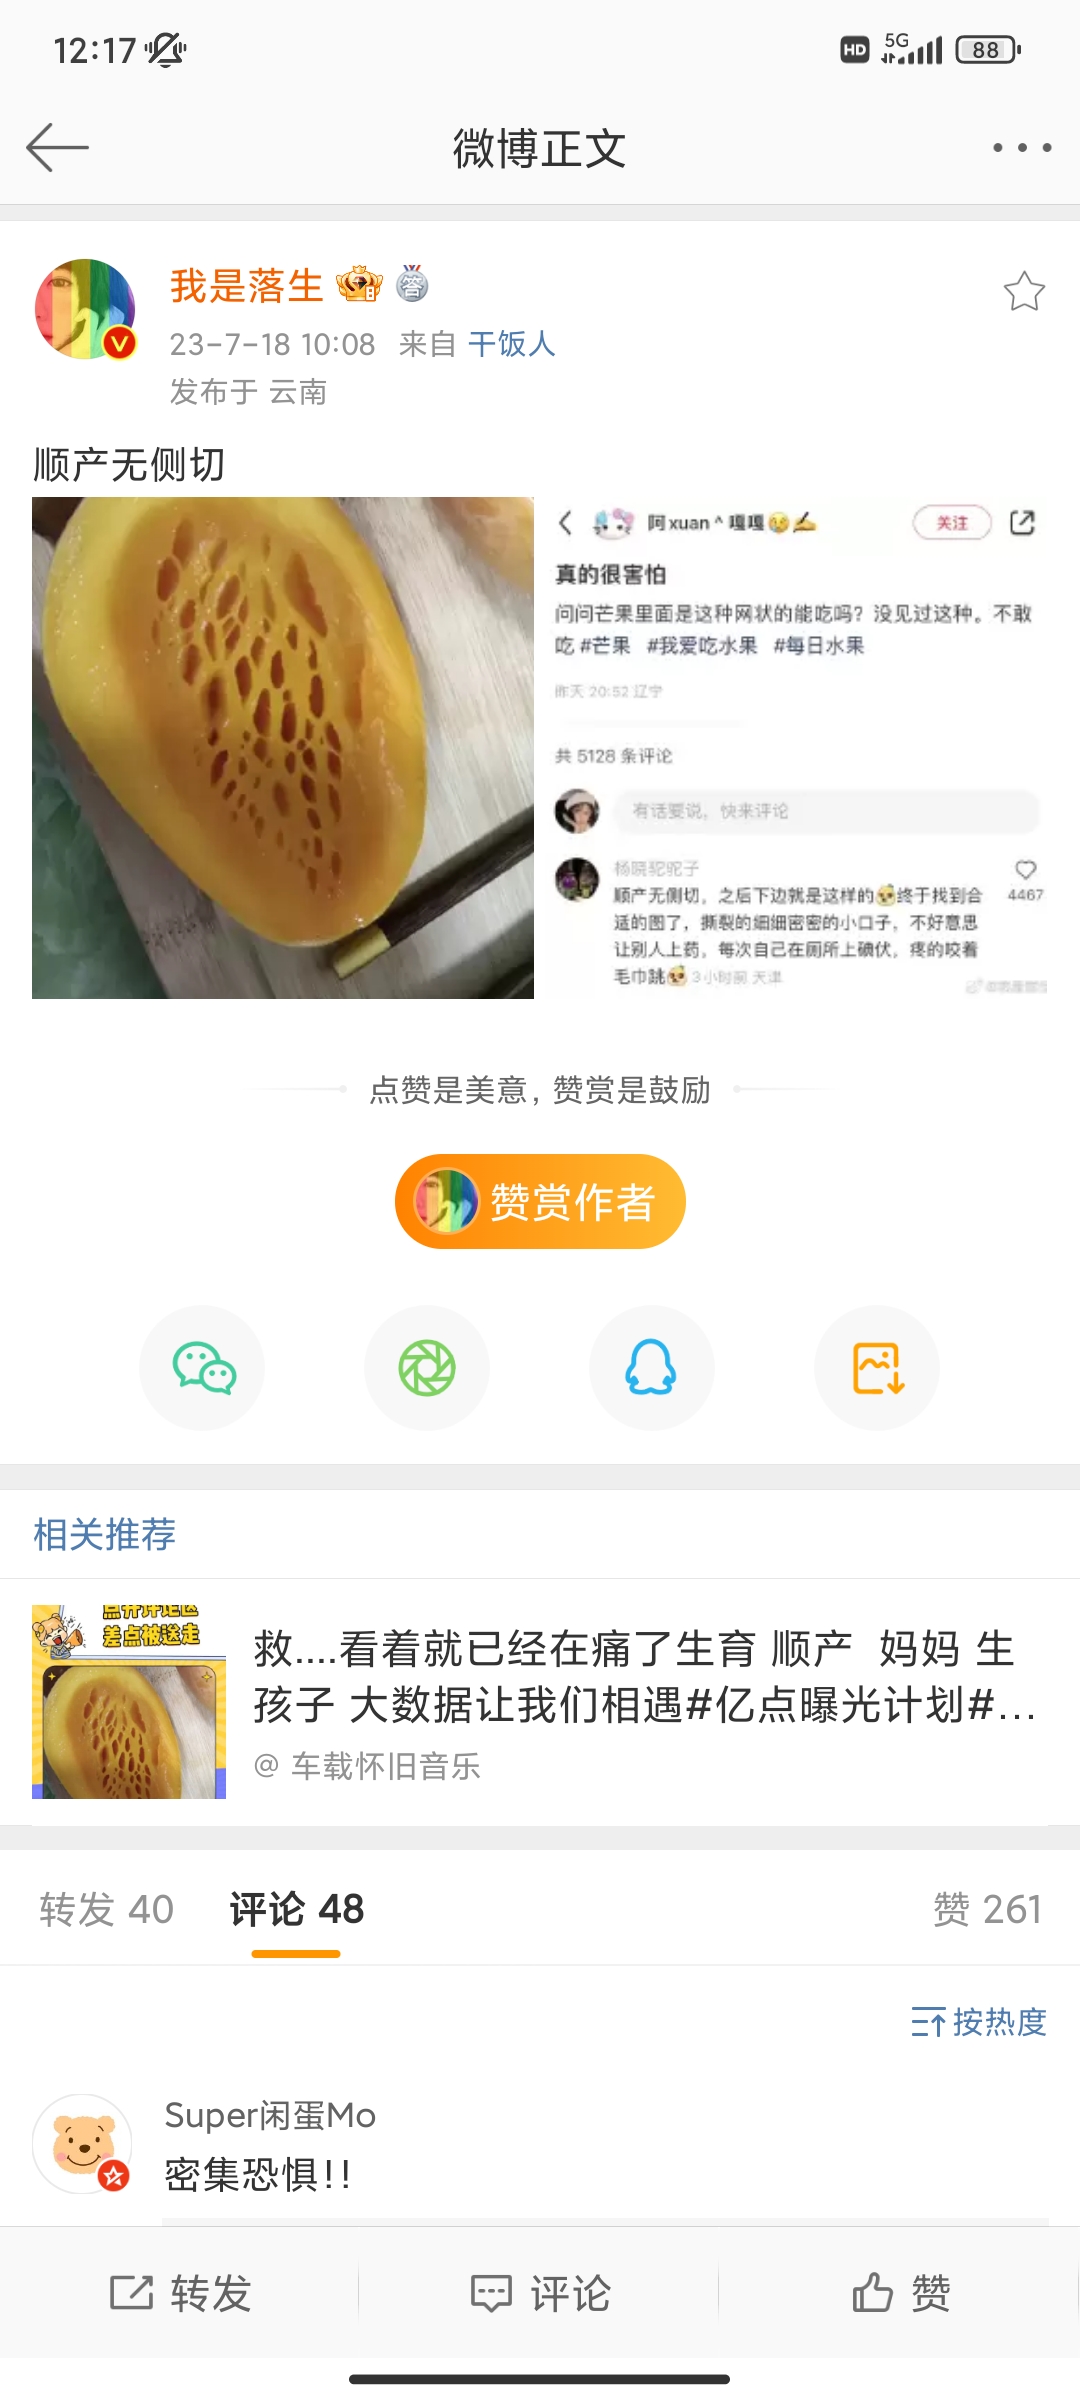 12:17
HD 5G 88
微博正文
我是落生
答
23-7-18 10:08 来自 干饭人
发布于 云南
顺产无侧切
阿xuan^嘎嘎
关注
真的很害怕
问问芒果里面是这种网状的能吃吗？没见过这种。不敢
吃 #芒果 #我爱吃水果 #每日水果
昨天 20:52 辽宁
共 5128 条评论
有话要说，快来评论
杨晓驼驼子
顺产无侧切，之后下边就是这样的终于找到合
适的图了，撕裂的细细密密的小口子，不好意思
让别人上药，每次自己在厕所上碘伏，疼的咬着
毛巾跳 3小时前 天津
4467
点赞是美意，赞赏是鼓励
赞赏作者
相关推荐
点开评论区
差点被送走
救....看着就已经在痛了生育 顺产 妈妈 生
孩子 大数据让我们相遇#亿点曝光计划#...
@ 车载怀旧音乐
转发 40
评论 48
赞 261
按热度
Super闲蛋Mo
密集恐惧!!
转发
评论
赞